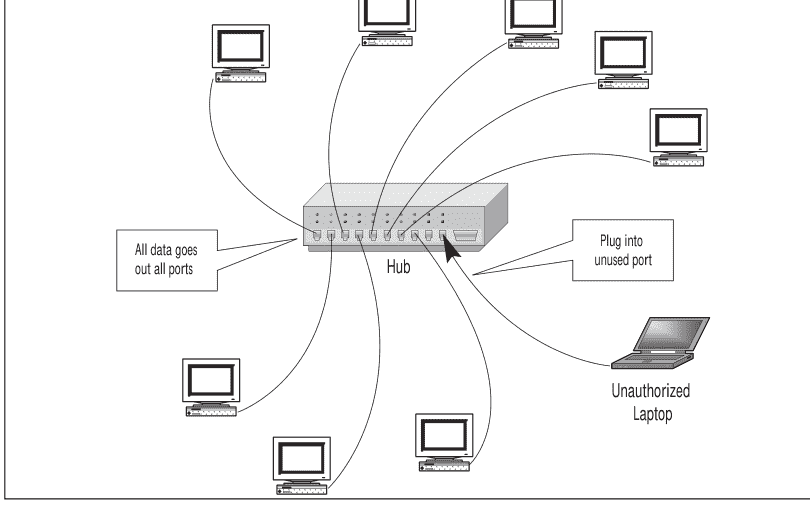 All data goes
out all ports
Hub
Plug into
unused port
Unauthorized
Laptop